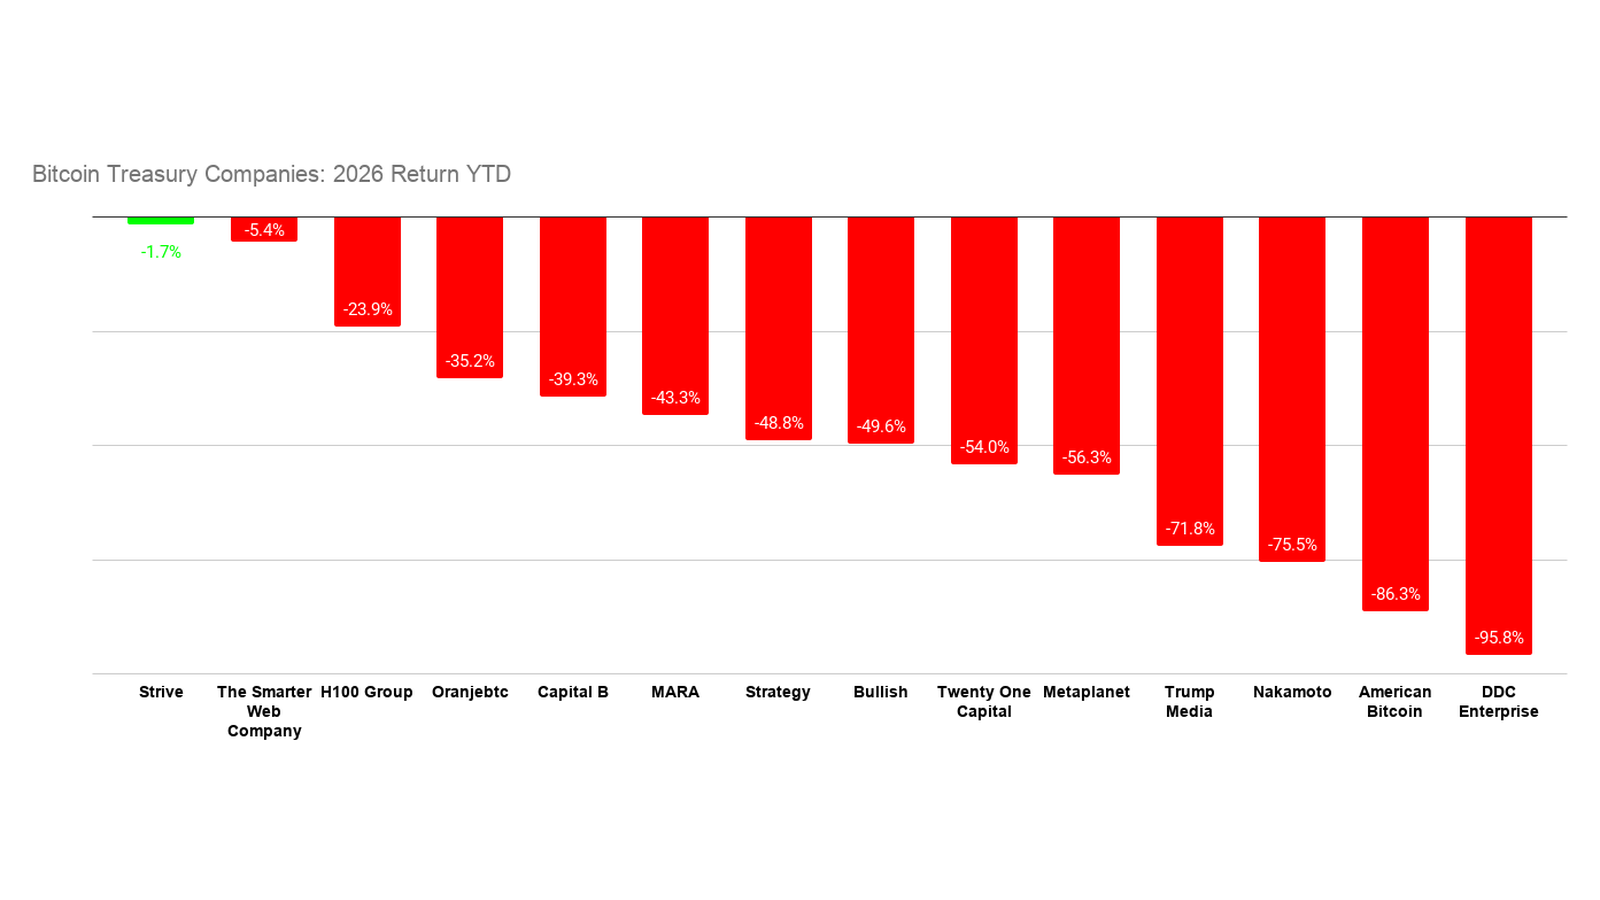 Bitcoin Treasury Companies: 2026 Return YTD
-1.7%
-5.4%
-23.9%
-35.2%
-39.3%
-43.3%
-48.8%
-49.6%
-54.0%
-56.3%
-71.8%
-75.5%
-86.3%
-95.8%
Strive
The Smarter
Web
Company
H100 Group
Oranjebtc
Capital B
MARA
Strategy
Bullish
Twenty One
Capital
Metaplanet
Trump
Media
Nakamoto
American
Bitcoin
DDC
Enterprise